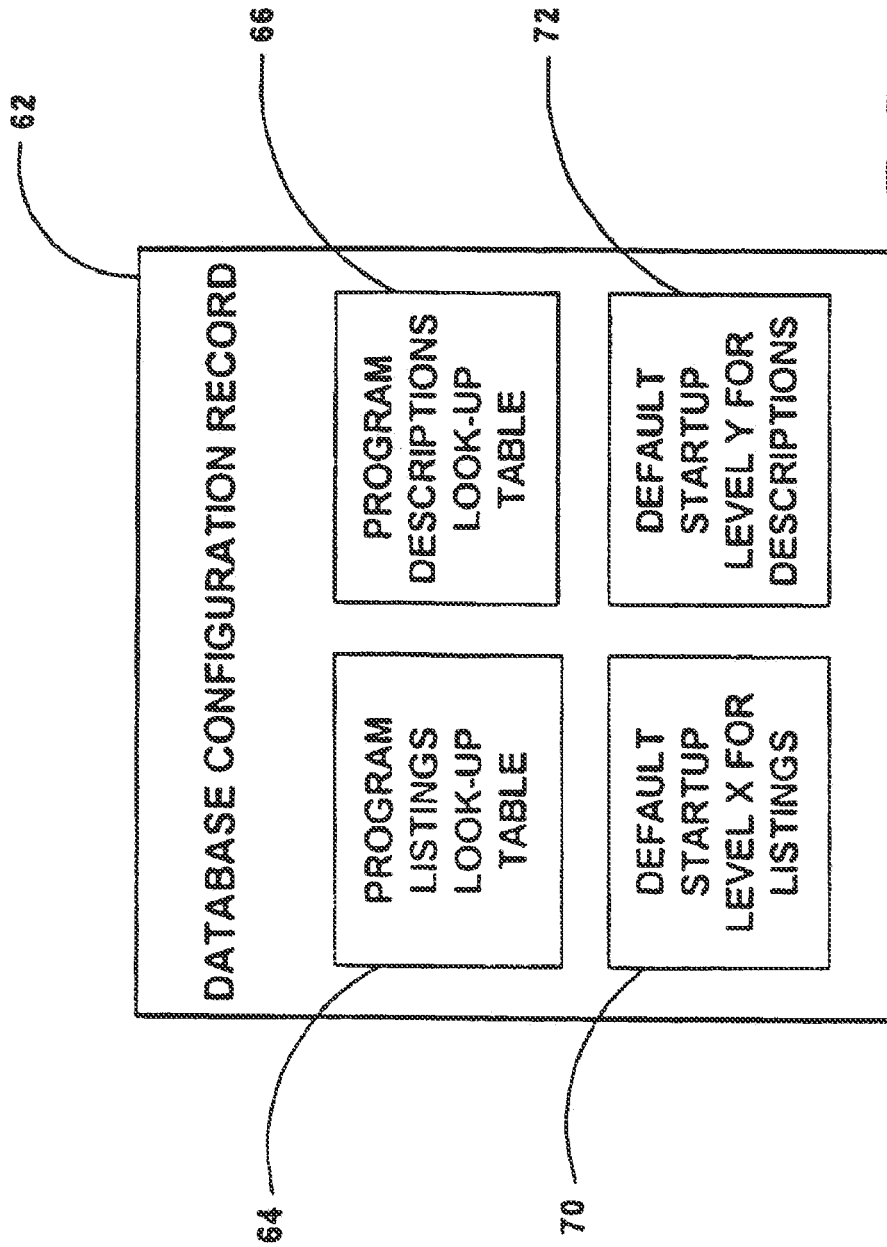 62
DATABASE CONFIGURATION RECORD
64
PROGRAM
LISTINGS
LOOK-UP
TABLE
66
PROGRAM
DESCRIPTIONS
LOOK-UP
TABLE
70
DEFAULT
STARTUP
LEVEL X FOR
LISTINGS
72
DEFAULT
STARTUP
LEVEL Y FOR
DESCRIPTIONS